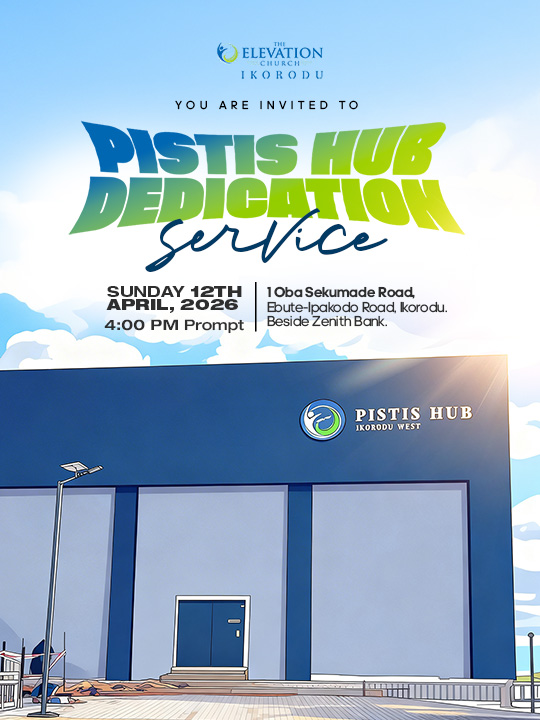 THE
ELEVATION
CHURCH
IKORODU
YOU ARE INVITED TO
PISTIS HUB
DEDICATION
Service
SUNDAY 12TH
APRIL, 2026
4:00 PM Prompt
1 Oba Sekumade Road,
Ebute-Ipakodo Road, Ikorodu.
Beside Zenith Bank.
PISTIS HUB
IKORODU WEST